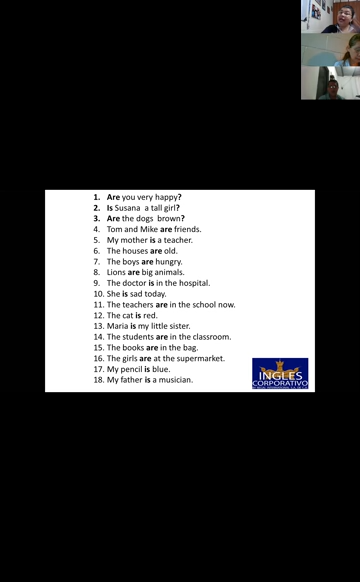 1. Are you very happy?
2. Is Susana a tall girl?
3. Are the dogs brown?
4. Tom and Mike are friends.
5. My mother is a teacher.
6. The houses are old.
7. The boys are hungry.
8. Lions are big animals.
9. The doctor is in the hospital.
10. She is sad today.
11. The teachers are in the school now.
12. The cat is red.
13. Maria is my little sister.
14. The students are in the classroom.
15. The books are in the bag.
16. The girls are at the supermarket.
17. My pencil is blue.
18. My father is a musician.
INGLES
CORPORATIVO